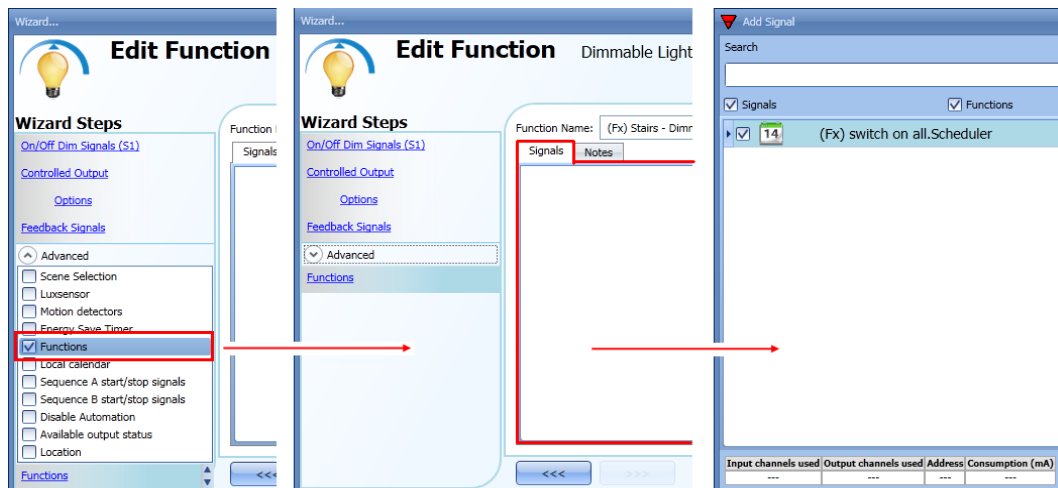 Wizard...
Edit Function
Wizard Steps
On/Off Dim Signals (S1)
Controlled Output
Options
Feedback Signals
Advanced
Scene Selection
Luxsensor
Motion detectors
Energy Save Timer
Functions
Local calendar
Sequence A start/stop signals
Sequence B start/stop signals
Disable Automation
Available output status
Location
Functions
Function
Signals
<<<
Wizard...
Edit Function Dimmable Light
Wizard Steps
On/Off Dim Signals (S1)
Controlled Output
Options
Feedback Signals
Advanced
Functions
Function Name: (Fx) Stairs - Dimm
Signals Notes
<<< >>>
Add Signal
Search
Signals Functions
14 (Fx) switch on all.Scheduler
Input channels used Output channels used Address Consumption (mA)
--- --- --- ---